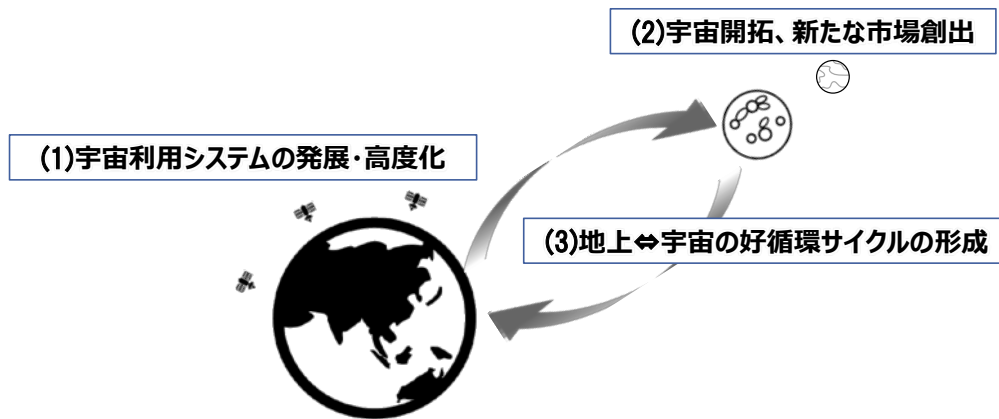 (2)宇宙開拓、新たな市場創出
(1)宇宙利用システムの発展・高度化
(3)地上⇔宇宙の好循環サイクルの形成